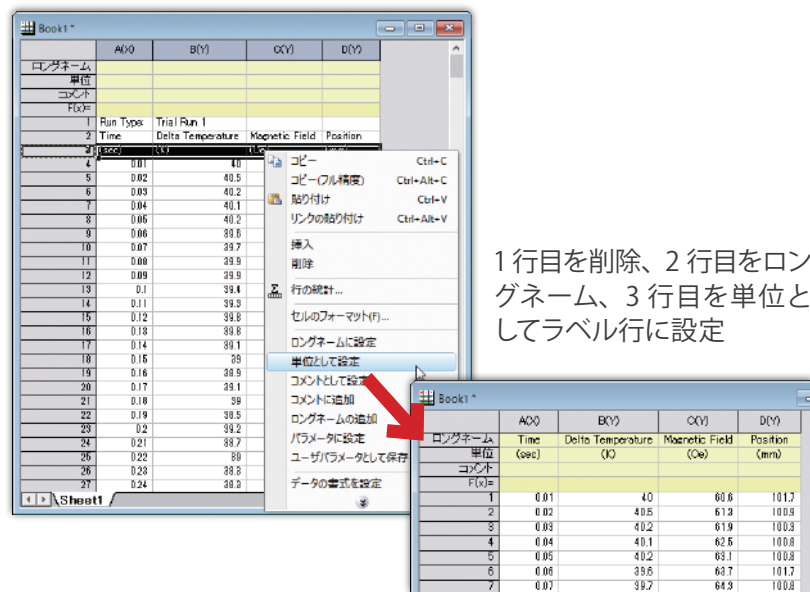 Book1 *
A(X) B(Y) C(Y) D(Y)
ロングネーム
単位
コメント
F(x)=
1 Run Type: Trial Run 1
2 Time Delta Temperature Magnetic Field Position
3 (sec) (K) (Oe) (mm)
4 0.01 40
5 0.02 40.5
6 0.03 40.2
7 0.04 40.1
8 0.05 40.2
9 0.06 39.6
10 0.07 39.7
11 0.08 39.9
12 0.09 39.9
13 0.1 39.4
14 0.11 39.3
15 0.12 39.8
16 0.13 39.8
17 0.14 39.1
18 0.15 39
19 0.16 38.9
20 0.17 39.1
21 0.18 39
22 0.19 38.5
23 0.2 39.2
24 0.21 38.7
25 0.22 39
26 0.23 38.8
27 0.24 38.3
Sheet1
コピー Ctrl+C
コピー(フル精度) Ctrl+Alt+C
貼り付け Ctrl+V
リンクの貼り付け Ctrl+Alt+V
挿入
削除
行の統計...
セルのフォーマット(F)...
ロングネームに設定
単位として設定
コメントとして設定
コメントに追加
ロングネームの追加
パラメータに設定
ユーザパラメータとして保存
データの書式を設定
1 行目を削除、2 行目をロン
グネーム、3 行目を単位と
してラベル行に設定
Book1 *
A(X) B(Y) C(Y) D(Y)
ロングネーム Time Delta Temperature Magnetic Field Position
単位 (sec) (K) (Oe) (mm)
コメント
F(x)=
1 0.01 40 60.6 101.7
2 0.02 40.5 61.3 100.9
3 0.03 40.2 61.9 100.3
4 0.04 40.1 62.5 100.8
5 0.05 40.2 63.1 100.8
6 0.06 39.6 63.7 101.7
7 0.07 39.7 64.3 100.8